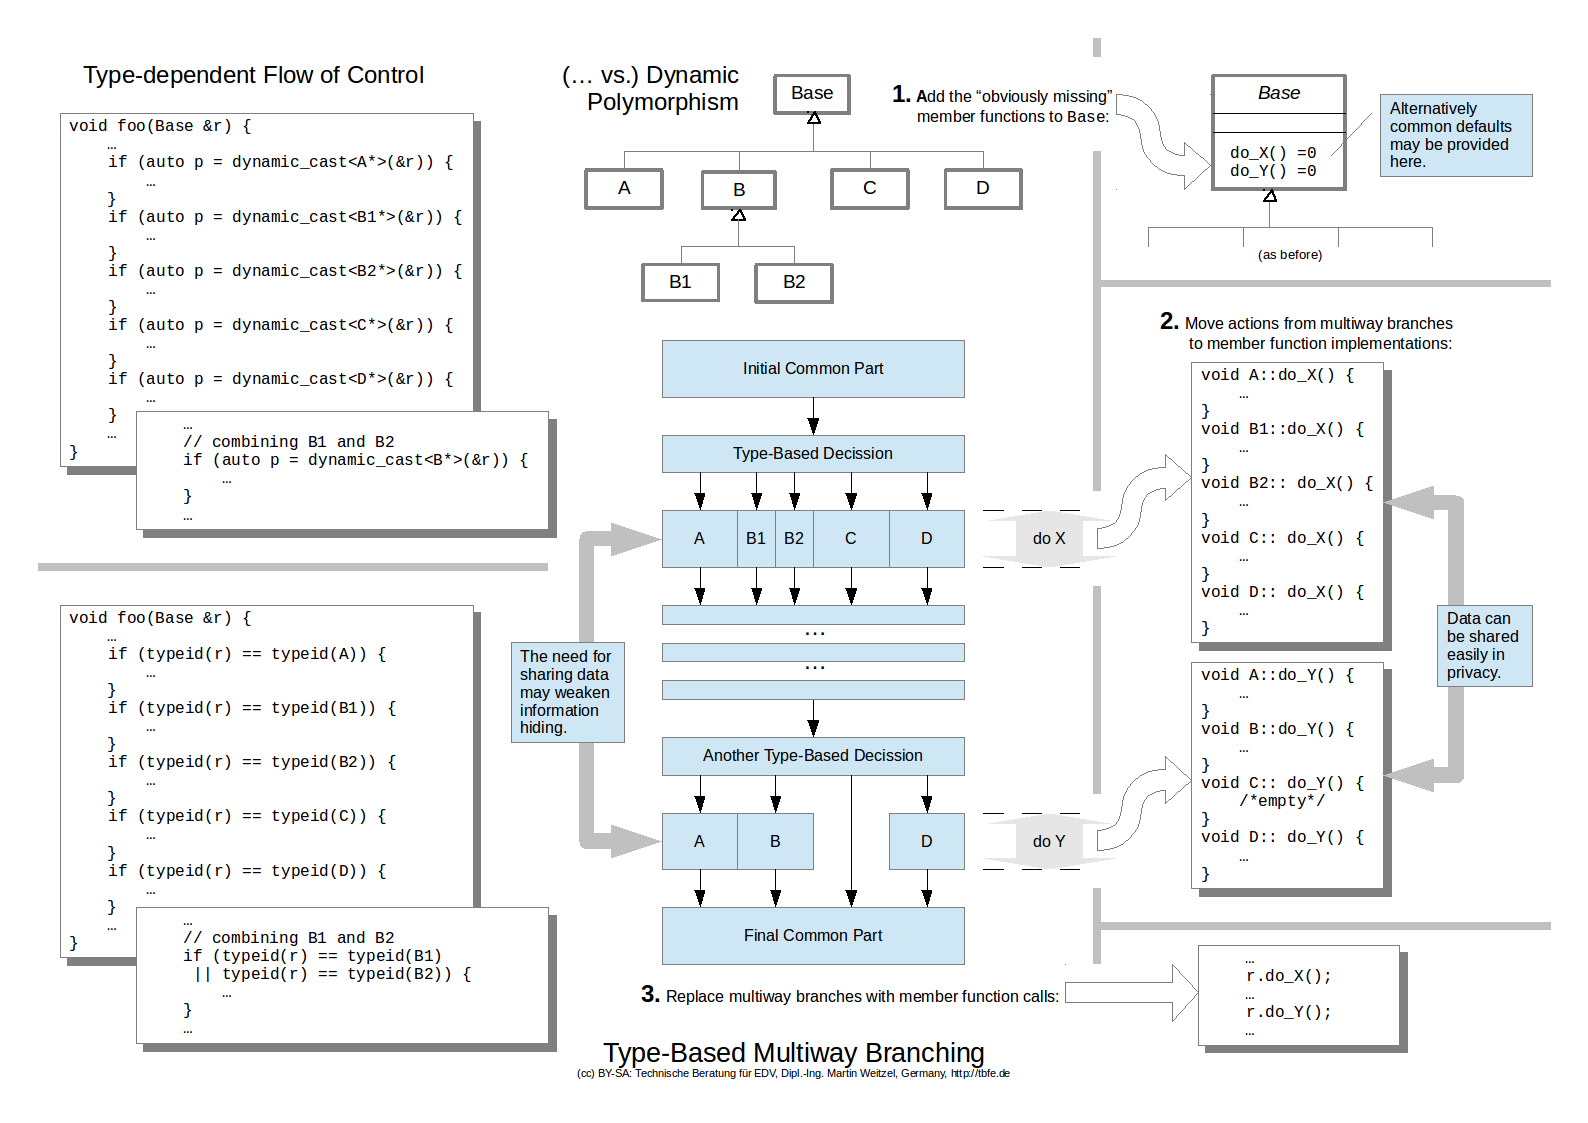 Type-dependent Flow of Control
void foo(Base &r) {
…
if (auto p = dynamic_cast<A*>(&r)) {
…
}
if (auto p = dynamic_cast<B1*>(&r)) {
…
}
if (auto p = dynamic_cast<B2*>(&r)) {
…
}
if (auto p = dynamic_cast<C*>(&r)) {
…
}
if (auto p = dynamic_cast<D*>(&r)) {
…
}
…
}
…
// combining B1 and B2
if (auto p = dynamic_cast<B*>(&r)) {
…
}
…
void foo(Base &r) {
…
if (typeid(r) == typeid(A)) {
…
}
if (typeid(r) == typeid(B1)) {
…
}
if (typeid(r) == typeid(B2)) {
…
}
if (typeid(r) == typeid(C)) {
…
}
if (typeid(r) == typeid(D)) {
…
}
…
}
…
// combining B1 and B2
if (typeid(r) == typeid(B1)
|| typeid(r) == typeid(B2)) {
…
}
…
(… vs.) Dynamic
Polymorphism
Base
A
B
C
D
B1
B2
Initial Common Part
Type-Based Decission
A
B1
B2
C
D
do X
...
...
The need for
sharing data
may weaken
information
hiding.
Another Type-Based Decission
A
B
D
do Y
Final Common Part
1. Add the “obviously missing”
member functions to Base:
Base
do_X() =0
do_Y() =0
Alternatively
common defaults
may be provided
here.
(as before)
2. Move actions from multiway branches
to member function implementations:
void A::do_X() {
…
}
void B1::do_X() {
…
}
void B2:: do_X() {
…
}
void C:: do_X() {
…
}
void D:: do_X() {
…
}
void A::do_Y() {
…
}
void B::do_Y() {
…
}
void C:: do_Y() {
/*empty*/
}
void D:: do_Y() {
…
}
Data can
be shared
easily in
privacy.
3. Replace multiway branches with member function calls:
…
r.do_X();
…
r.do_Y();
…
Type-Based Multiway Branching
(cc) BY-SA: Technische Beratung für EDV, Dipl.-Ing. Martin Weitzel, Germany, http://tbfe.de